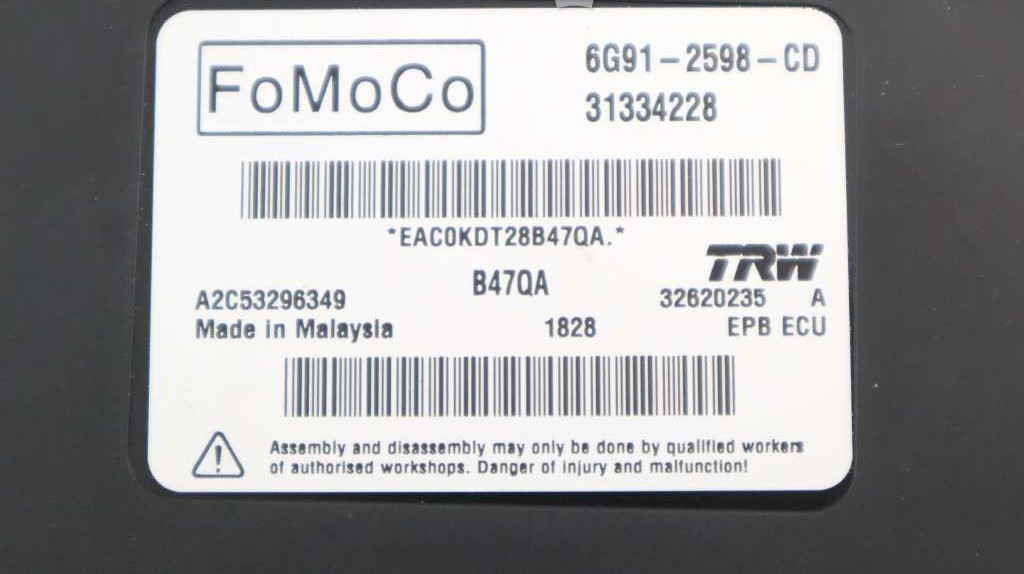 FoMoCo
6G91-2598-CD
31334228
*EAC0KDT28B47QA.*
TRW
B47QA
A2C53296349
32620235 A
Made in Malaysia
1828
EPB ECU
Assembly and disassembly may only be done by qualified workers
of authorised workshops. Danger of injury and malfunction!